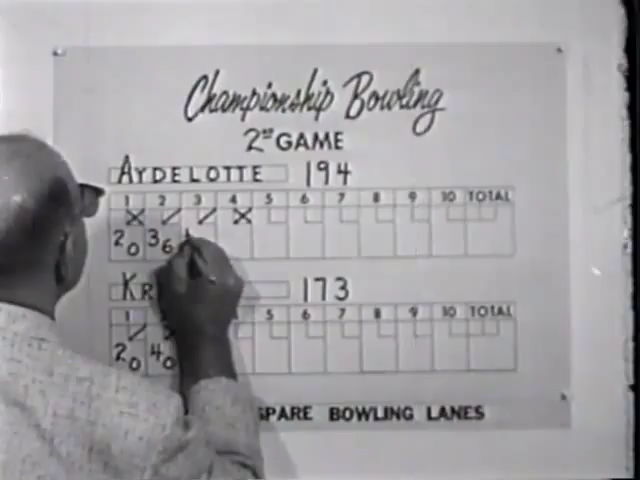 Championship Bowling
2ND GAME
AYDELOTTE 194
1 2 3 4 5 6 7 8 9 10 TOTAL
X / / X
20 36
KR 173
1 5 6 7 8 9 10 TOTAL
/
20 40
SPARE BOWLING LANES